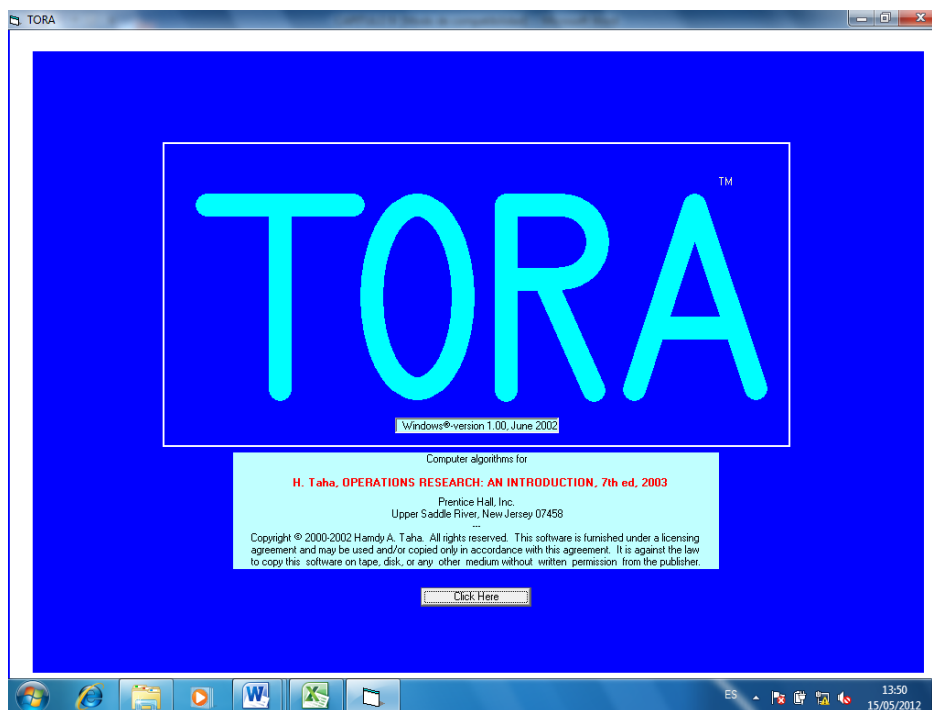 TORA
TORA
TM
Windows®-version 1.00, June 2002
Computer algorithms for
H. Taha, OPERATIONS RESEARCH: AN INTRODUCTION, 7th ed, 2003
Prentice Hall, Inc.
Upper Saddle River, New Jersey 07458
---
Copyright © 2000-2002 Hamdy A. Taha. All rights reserved. This software is furnished under a licensing
agreement and may be used and/or copied only in accordance with this agreement. It is against the law
to copy this software on tape, disk, or any other medium without written permission from the publisher.
Click Here
ES
13:50
15/05/2012